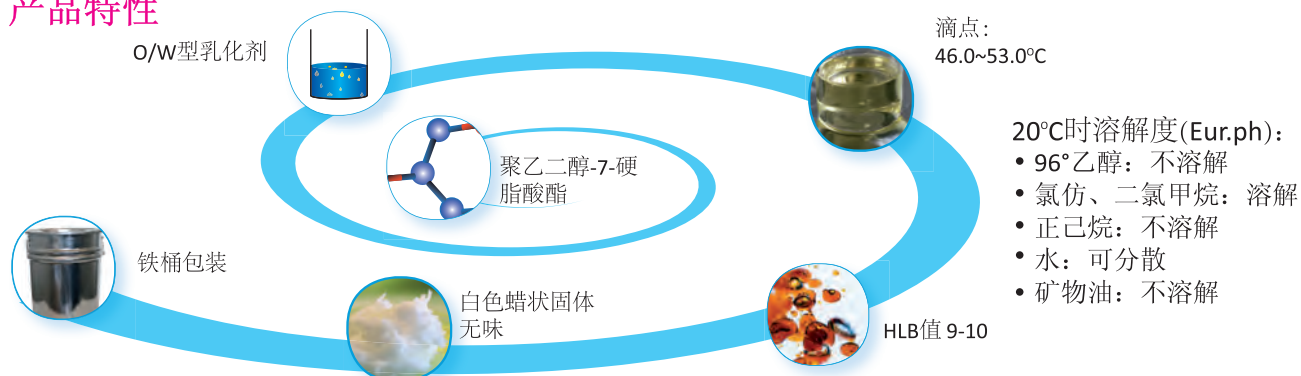 产品特性
O/W型乳化剂
滴点：
46.0~53.0°C
聚乙二醇-7-硬
脂酸酯
20°C时溶解度(Eur.ph)：
• 96°乙醇：不溶解
• 氯仿、二氯甲烷：溶解
• 正己烷：不溶解
• 水：可分散
• 矿物油：不溶解
铁桶包装
白色蜡状固体
无味
HLB值 9-10